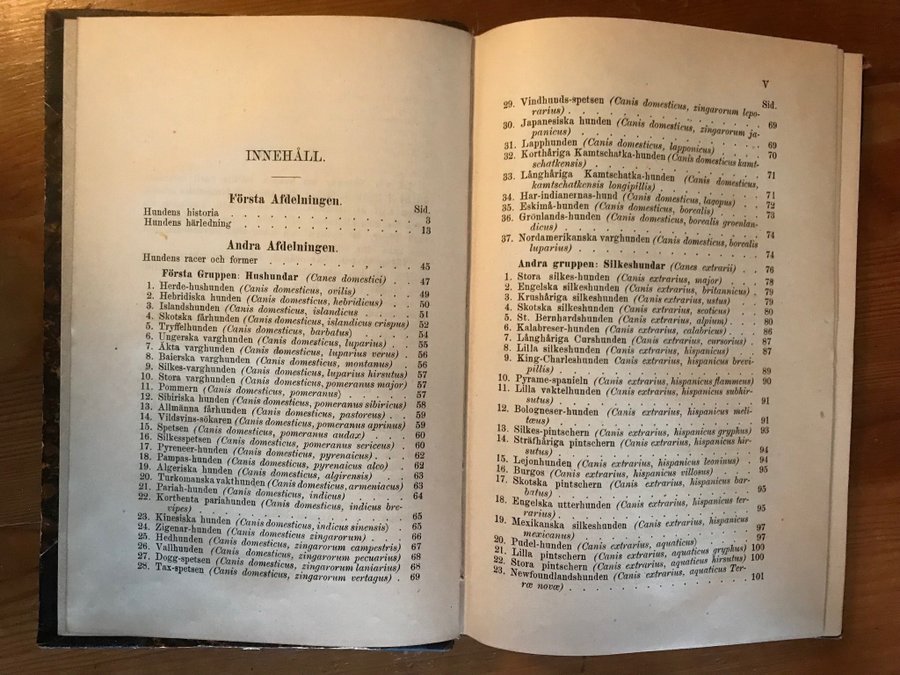 INNEHÅLL.
Första Afdelningen.
Sid.
Hundens historia . . . . . . . . . . . . 3
Hundens härledning . . . . . . . . . . . 13
Andra Afdelningen.
Hundens racer och former . . . . . . . . 45
Första Gruppen: Hushundar (Canes domestici) . . 47
1. Herde-hushunden (Canis domesticus, ovilis) . . . . 49
2. Hebridiska hunden (Canis domesticus, hebridicus) . . 50
3. Islandshunden (Canis domesticus, islandicus . . . 51
4. Skotska fårhunden (Canis domesticus, islandicus crispus) 52
5. Tryffelhunden (Canis domesticus, barbatus) . . . . 54
6. Ungerska varghunden (Canis domesticus, luparius) . . 55
7. Äkta varghunden (Canis domesticus, luparius verus) . 56
8. Baierska varghunden (Canis domesticus, montanus) . . 56
9. Silkes-varghunden (Canis domesticus, luparius hirsutus) 57
10. Stora varghunden (Canis domesticus, pomeranus major) 57
11. Pommern (Canis domesticus, pomeranus) . . . . . 57
12. Sibiriska hunden (Canis domesticus, pomeranus sibiricus) 58
13. Allmänna fårhunden (Canis domesticus, pastoreus) . . 59
14. Vildsvins-sökaren (Canis domesticus, pomeranus aprinus) 59
15. Spetsen (Canis domesticus, pomeranus audax) . . . 60
16. Silkesspetsen (Canis domesticus, pomeranus sericeus) . 60
17. Pyreneer-hunden (Canis domesticus, pyrenaicus) . . . 62
18. Pampas-hunden (Canis domesticus, pyrenaicus alco) . . 62
19. Algeriska hunden (Canis domesticus, algirensis) . . . 63
20. Turkomanska vakthunden (Canis domesticus, armeniacus) 63
21. Pariah-hunden (Canis domesticus, indicus) . . . . 64
22. Kortbenta pariahunden (Canis domesticus, indicus bre-
vipes) . . . . . . . . . . . . . 65
23. Kinesiska hunden (Canis domesticus, indicus sinensis) . 65
24. Zigenar-hunden (Canis domesticus, zingarorum) . . . 66
25. Hedhunden (Canis domesticus, zingarorum campestris) 67
26. Vallhunden (Canis domesticus, zingarorum pecuarius) . 68
27. Dogg-spetsen (Canis domesticus, zingarorum laniarius) . 68
28. Tax-spetsen (Canis domesticus, zingarorum vertagus) . 69
V
Sid.
29. Vindhunds-spetsen (Canis domesticus, zingarorum lepo-
rarius) . . . . . . . . . . . . . 69
30. Japanesiska hunden (Canis domesticus, zingarorum ja-
panicus) . . . . . . . . . . . . 69
31. Lapphunden (Canis domesticus, lapponicus) . . . . 70
32. Korthåriga Kamtschatka-hunden (Canis domesticus kamt-
schatkensis) . . . . . . . . . . . 71
33. Långhåriga Kamtschatka-hunden (Canis domesticus,
kamtschatkensis longipillis) . . . . . . . 71
34. Har-indianernas-hund (Canis domesticus, lagopus) . . 72
35. Eskimå-hunden (Canis domesticus, borealis) . . . . 73
36. Grönlands-hunden (Canis domesticus, borealis groenlan-
dicus) . . . . . . . . . . . . . 74
37. Nordamerikanska varghunden (Canis domesticus, borealis
luparius) . . . . . . . . . . . . 74
Andra gruppen: Silkeshundar (Canes extrarii) . . 76
1. Stora silkes-hunden (Canis extrarius, major) . . . . 78
2. Engelska silkeshunden (Canis extrarius, britannicus) . 79
3. Krushåriga silkeshunden (Canis extrarius, ustus) . . . 79
4. Skotska silkeshunden (Canis extrarius, scoticus) . . . 80
5. St. Bernhardshunden (Canis extrarius, alpium) . . . 80
6. Kalabreser-hunden (Canis extrarius, calabricus) . . . 86
7. Långhåriga Curshunden (Canis extrarius, cursorius) . . 87
8. Lilla silkeshunden (Canis extrarius, hispanicus) . . . 87
9. King-Charleshunden (Canis extrarius, hispanicus brevi-
pillis) . . . . . . . . . . . . . 89
10. Pyrame-spanieln (Canis extrarius, hispanicus flammeus) 90
11. Lilla vaktelhunden (Canis extrarius, hispanicus subhir-
sutus) . . . . . . . . . . . . . 91
12. Bologneser-hunden (Canis extrarius, hispanicus meli-
tæus) . . . . . . . . . . . . . 91
13. Silkes-pintschern (Canis extrarius, hispanicus gryphus) 93
14. Sträfhåriga pintschern (Canis extrarius, hispanicus hir-
sutus) . . . . . . . . . . . . . 94
15. Lejonhunden (Canis extrarius, hispanicus leoninus) . . 94
16. Burgos (Canis extrarius, hispanicus villosus) . . . . 95
17. Skotska pintschern (Canis extrarius, hispanicus bar-
batus) . . . . . . . . . . . . . 95
18. Engelska utterhunden (Canis extrarius, hispanicus ter-
rarius) . . . . . . . . . . . . . 95
19. Mexikanska silkeshunden (Canis extrarius, hispanicus
mexicanus) . . . . . . . . . . . 97
20. Pudel-hunden (Canis extrarius, aquaticus) . . . . . 97
21. Lilla pintschern (Canis extrarius, aquaticus gryphus) 100
22. Stora pintschern (Canis extrarius, aquaticus hirsutus) 100
23. Newfoundlandshunden (Canis extrarius, aquaticus Ter-
ræ novæ) . . . . . . . . . . . . 101